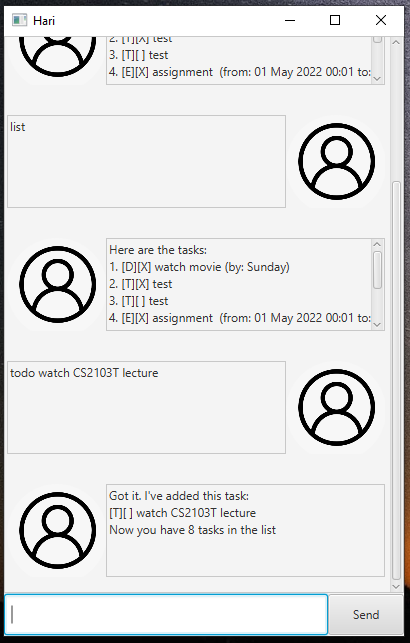 Hari
2. [T][X] test
3. [T][ ] test
4. [E][X] assignment  (from: 01 May 2022 00:01 to:
list
Here are the tasks:
1. [D][X] watch movie (by: Sunday)
2. [T][X] test
3. [T][ ] test
4. [E][X] assignment  (from: 01 May 2022 00:01 to:
todo watch CS2103T lecture
Got it. I've added this task:
[T][ ] watch CS2103T lecture
Now you have 8 tasks in the list
Send